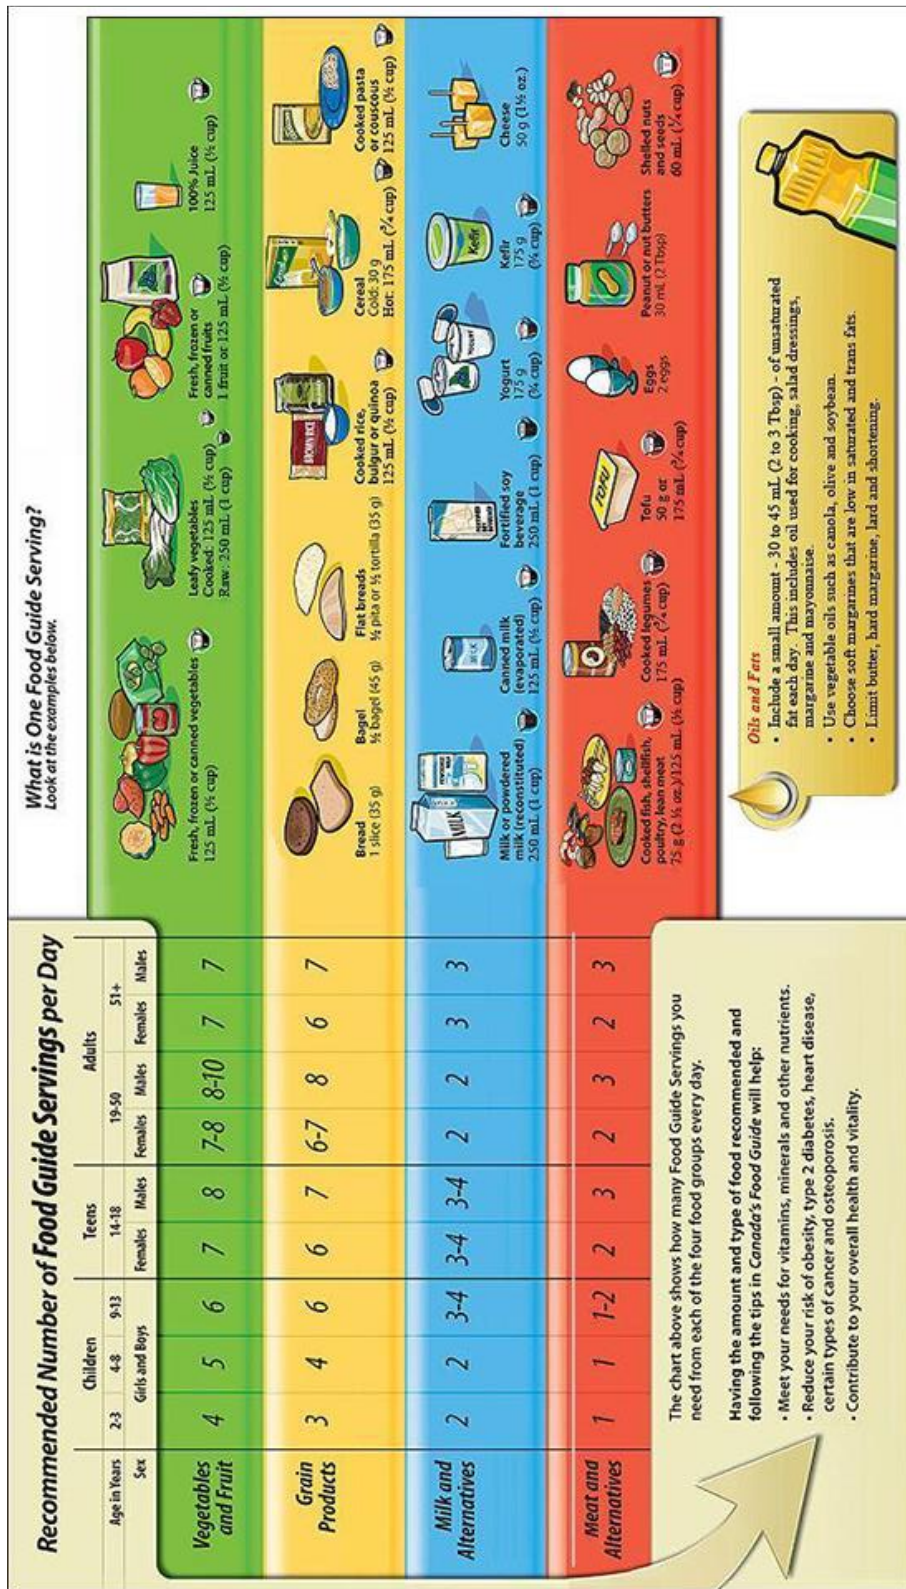 Recommended Number of Food Guide Servings per Day
Children Teens Adults
Age in Years 2-3 4-8 9-13 14-18 19-50 51+
Sex Girls and Boys Females Males Females Males Females Males
Vegetables
and Fruit
4 5 6 7 8 7-8 8-10 7 7
Grain
Products
3 4 6 6 7 6-7 8 6 7
Milk and
Alternatives
2 2 3-4 3-4 3-4 2 2 3 3
Meat and
Alternatives
1 1 1-2 2 3 2 3 2 3
The chart above shows how many Food Guide Servings you
need from each of the four food groups every day.
Having the amount and type of food recommended and
following the tips in Canada's Food Guide will help:
• Meet your needs for vitamins, minerals and other nutrients.
• Reduce your risk of obesity, type 2 diabetes, heart disease,
certain types of cancer and osteoporosis.
• Contribute to your overall health and vitality.
What is One Food Guide Serving?
Look at the examples below.
Fresh, frozen or canned vegetables
125 mL (½ cup)
Leafy vegetables
Cooked: 125 mL (½ cup)
Raw: 250 mL (1 cup)
Fresh, frozen or
canned fruits
1 fruit or 125 mL (½ cup)
100% Juice
125 mL (½ cup)
Bread
1 slice (35 g)
Bagel
½ bagel (45 g)
Flat breads
½ pita or ½ tortilla (35 g)
BROWN RICE
Cooked rice,
bulgur or quinoa
125 mL (½ cup)
Cereal
Cold: 30 g
Hot: 175 mL (¾ cup)
Cooked pasta
or couscous
125 mL (½ cup)
MILK
Milk or powdered
milk (reconstituted)
250 mL (1 cup)
MILK
Canned milk
(evaporated)
125 mL (½ cup)
Fortified soy
beverage
250 mL (1 cup)
YOGURT
Yogurt
175 g
(¾ cup)
Kefir
Kefir
175 g
(¾ cup)
Cheese
50 g (1½ oz.)
Cooked fish, shellfish,
poultry, lean meat
75 g (2 ½ oz.)/125 mL (½ cup)
Cooked legumes
175 mL (¾ cup)
TOFU
Tofu
50 g or
175 mL (¾ cup)
Eggs
2 eggs
Peanut or nut butters
30 mL (2 Tbsp)
Shelled nuts
and seeds
60 mL (¼ cup)
Oils and Fats
• Include a small amount - 30 to 45 mL (2 to 3 Tbsp) - of unsaturated
fat each day. This includes oil used for cooking, salad dressings,
margarine and mayonnaise.
• Use vegetable oils such as canola, olive and soybean.
• Choose soft margarines that are low in saturated and trans fats.
• Limit butter, hard margarine, lard and shortening.